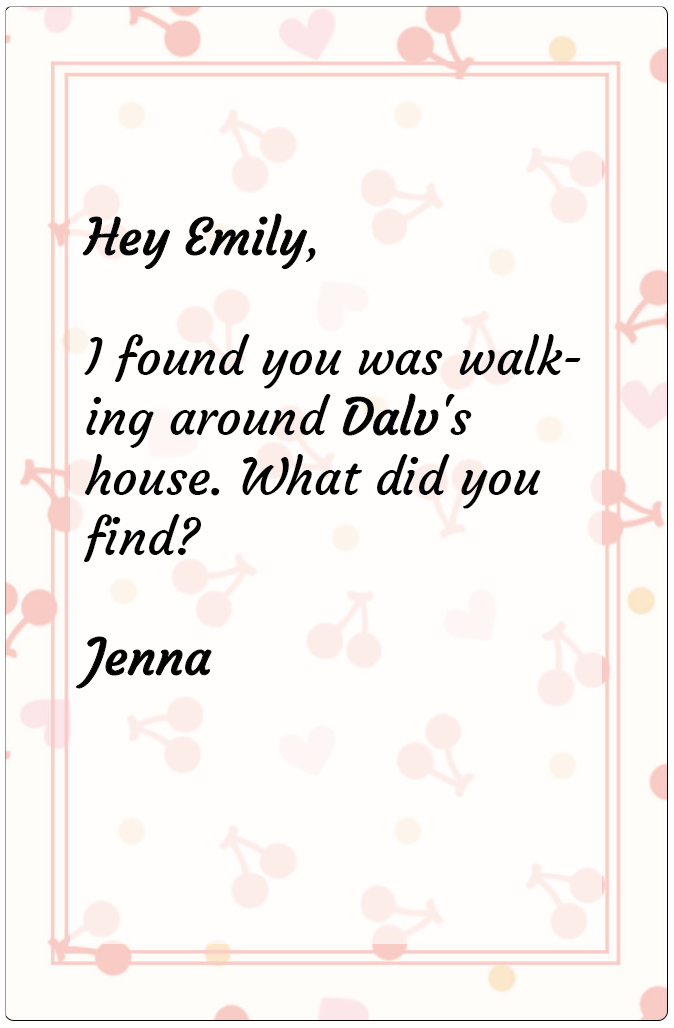 Hey Emily,
I found you was walk-
ing around Dalv's
house. What did you
find?
Jenna